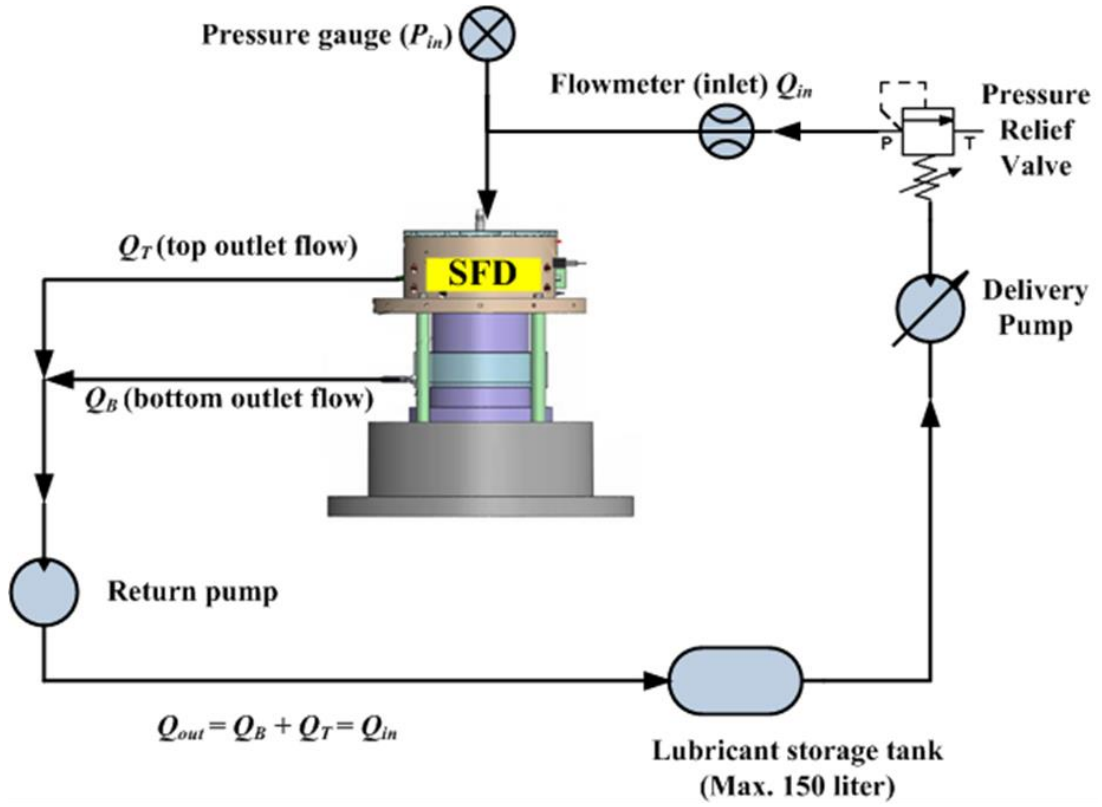 Pressure gauge (Pin)
Flowmeter (inlet) Qin
Pressure
Relief
Valve
P
T
QT (top outlet flow)
SFD
Delivery
Pump
QB (bottom outlet flow)
Return pump
Qout = QB + QT = Qin
Lubricant storage tank
(Max. 150 liter)